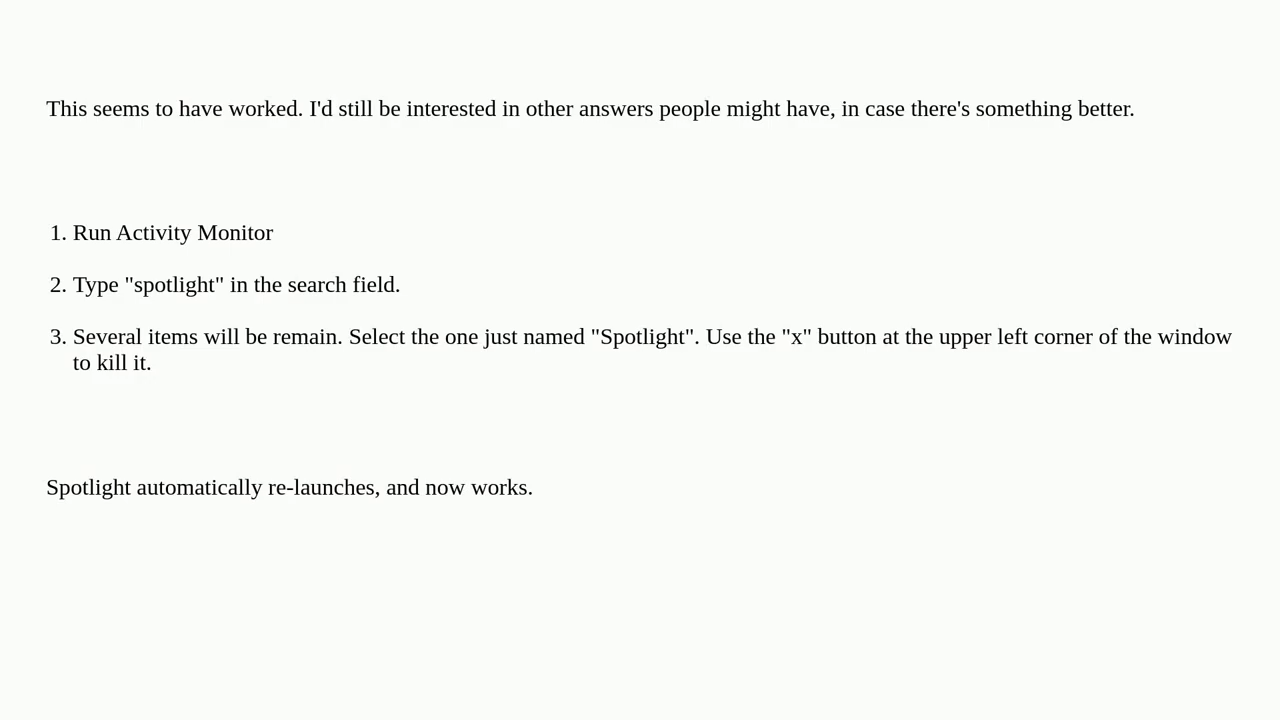 This seems to have worked. I'd still be interested in other answers people might have, in case there's something better.
1. Run Activity Monitor
2. Type "spotlight" in the search field.
3. Several items will be remain. Select the one just named "Spotlight". Use the "x" button at the upper left corner of the window
to kill it.
Spotlight automatically re-launches, and now works.